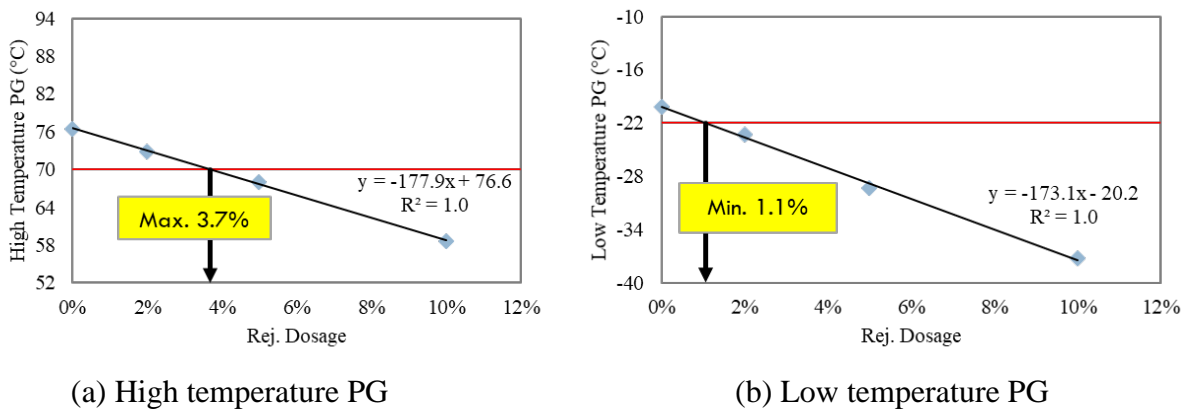 High Temperature PG (°C)
94
88
82
76
70
64
58
52
y = -177.9x + 76.6
R² = 1.0
Max. 3.7%
0% 2% 4% 6% 8% 10% 12%
Rej. Dosage
(a) High temperature PG
Low Temperature PG (°C)
-10
-16
-22
-28
-34
-40
y = -173.1x - 20.2
R² = 1.0
Min. 1.1%
0% 2% 4% 6% 8% 10% 12%
Rej. Dosage
(b) Low temperature PG